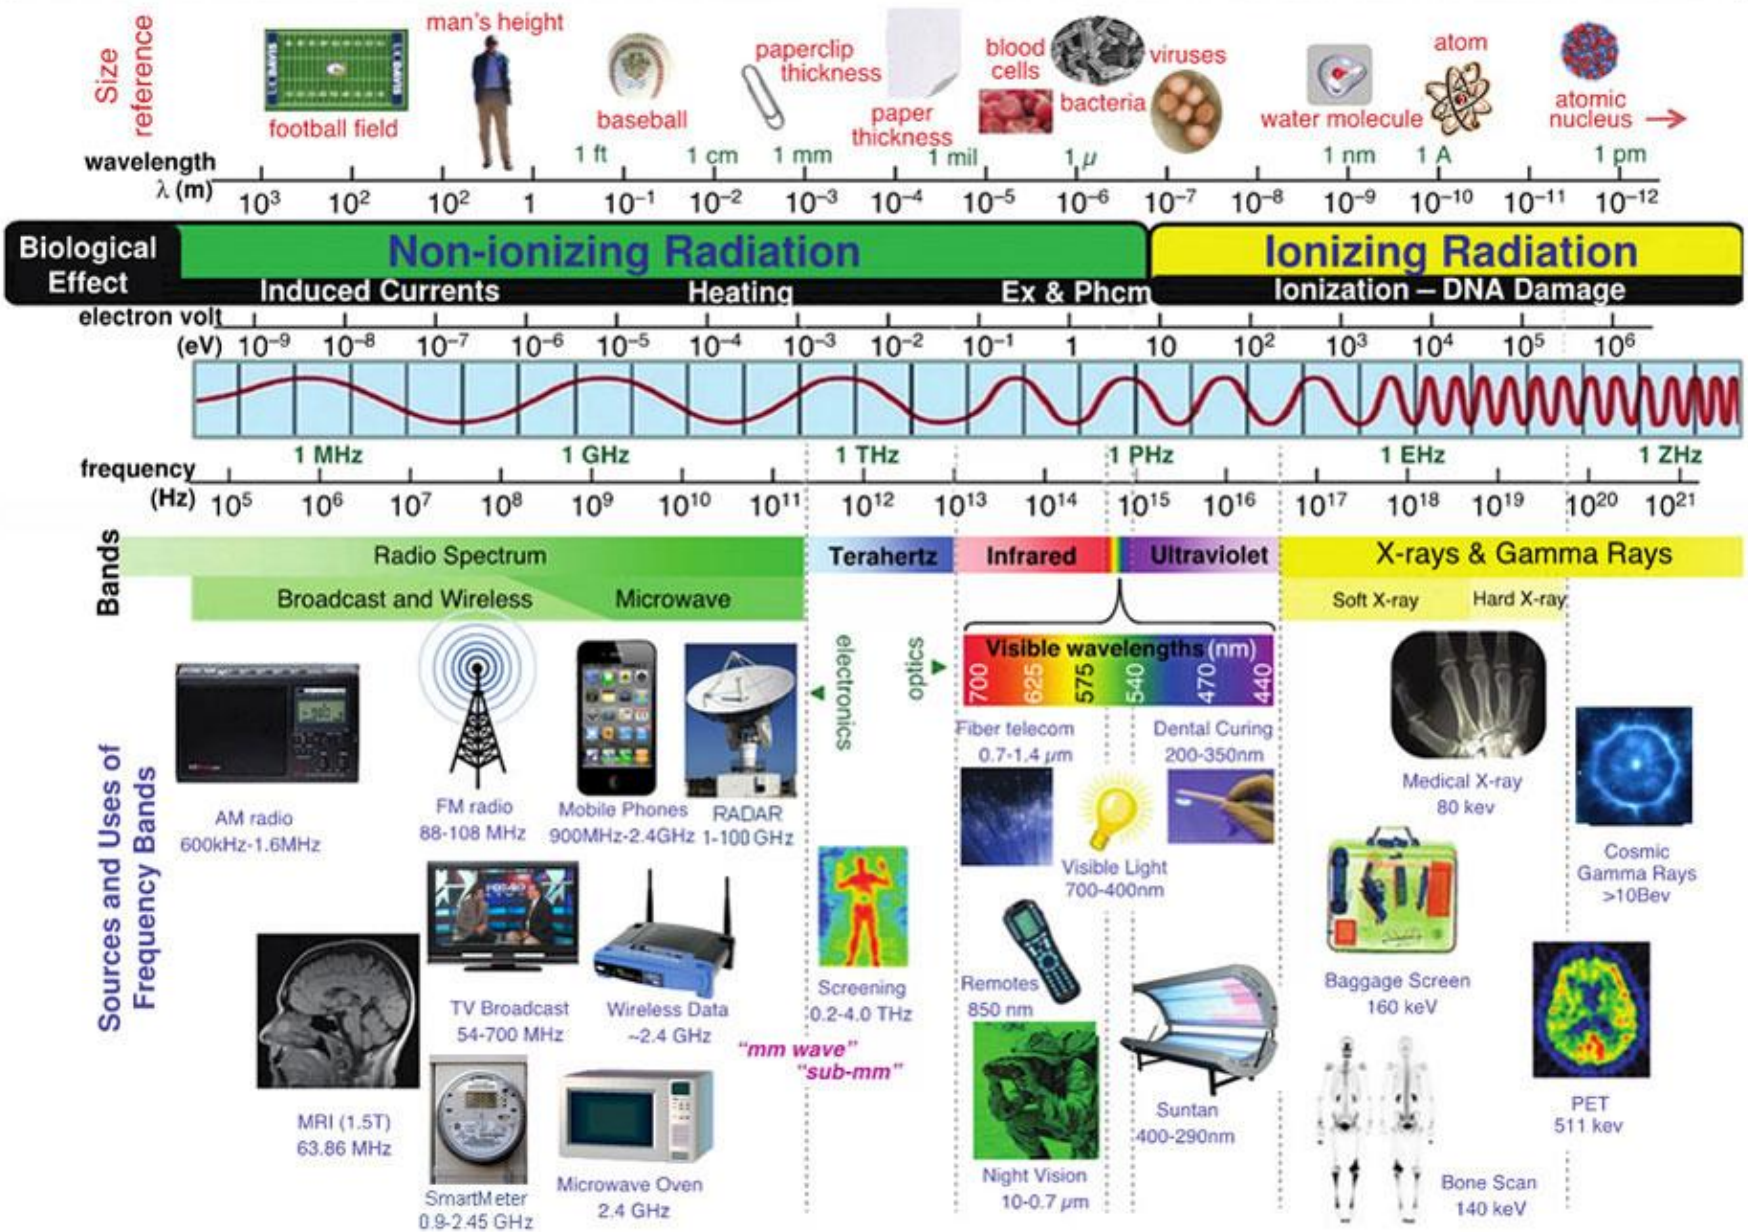 Size
reference
football field
man's height
baseball
paperclip
thickness
paper
thickness
blood
cells
bacteria
viruses
water molecule
atom
atomic
nucleus
wavelength
λ (m)
1 ft 1 cm 1 mm 1 mil 1 µ 1 nm 1 A 1 pm
10³ 10² 10² 1 10⁻¹ 10⁻² 10⁻³ 10⁻⁴ 10⁻⁵ 10⁻⁶ 10⁻⁷ 10⁻⁸ 10⁻⁹ 10⁻¹⁰ 10⁻¹¹ 10⁻¹²
Biological
Effect
Non-ionizing Radiation
Ionizing Radiation
Induced Currents Heating Ex & Phcm
Ionization – DNA Damage
electron volt
(eV) 10⁻⁹ 10⁻⁸ 10⁻⁷ 10⁻⁶ 10⁻⁵ 10⁻⁴ 10⁻³ 10⁻² 10⁻¹ 1 10 10² 10³ 10⁴ 10⁵ 10⁶
1 MHz 1 GHz 1 THz 1 PHz 1 EHz 1 ZHz
frequency
(Hz) 10⁵ 10⁶ 10⁷ 10⁸ 10⁹ 10¹⁰ 10¹¹ 10¹² 10¹³ 10¹⁴ 10¹⁵ 10¹⁶ 10¹⁷ 10¹⁸ 10¹⁹ 10²⁰ 10²¹
Bands
Radio Spectrum
Terahertz
Infrared
Ultraviolet
X-rays & Gamma Rays
Broadcast and Wireless
Microwave
Soft X-ray
Hard X-ray
electronics
optics
Visible wavelengths (nm)
700 625 575 540 470 440
Sources and Uses of
Frequency Bands
AM radio
600kHz-1.6MHz
FM radio
88-108 MHz
Mobile Phones
900MHz-2.4GHz
RADAR
1-100 GHz
Fiber telecom
0.7-1.4 µm
Dental Curing
200-350nm
Medical X-ray
80 kev
Visible Light
700-400nm
Cosmic
Gamma Rays
>10Bev
TV Broadcast
54-700 MHz
Wireless Data
~2.4 GHz
Screening
0.2-4.0 THz
Remotes
850 nm
Baggage Screen
160 keV
"mm wave"
"sub-mm"
MRI (1.5T)
63.86 MHz
SmartMeter
0.9-2.45 GHz
Microwave Oven
2.4 GHz
Night Vision
10-0.7 µm
Suntan
400-290nm
PET
511 kev
Bone Scan
140 keV